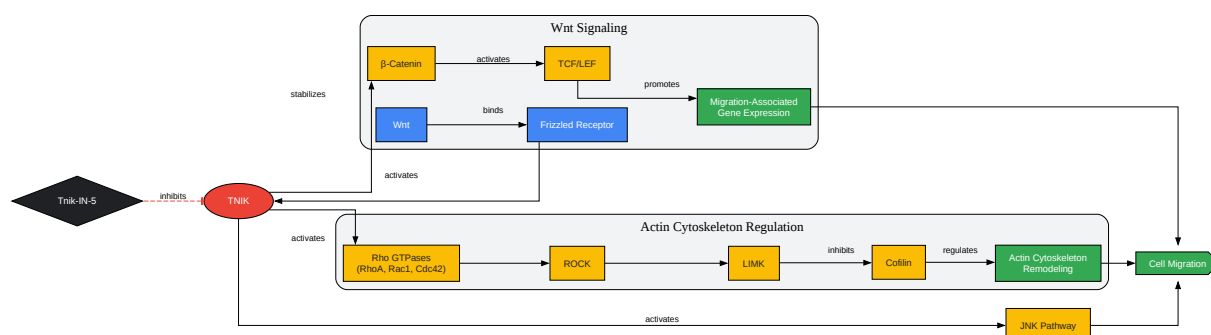 Wnt Signaling
β-Catenin
activates
TCF/LEF
stabilizes
promotes
Migration-Associated
Gene Expression
Wnt
binds
Frizzled Receptor
activates
Tnik-IN-5
inhibits
TNIK
activates
Actin Cytoskeleton Regulation
Rho GTPases
(RhoA, Rac1, Cdc42)
ROCK
LIMK
inhibits
Cofilin
regulates
Actin Cytoskeleton
Remodeling
Cell Migration
activates
JNK Pathway